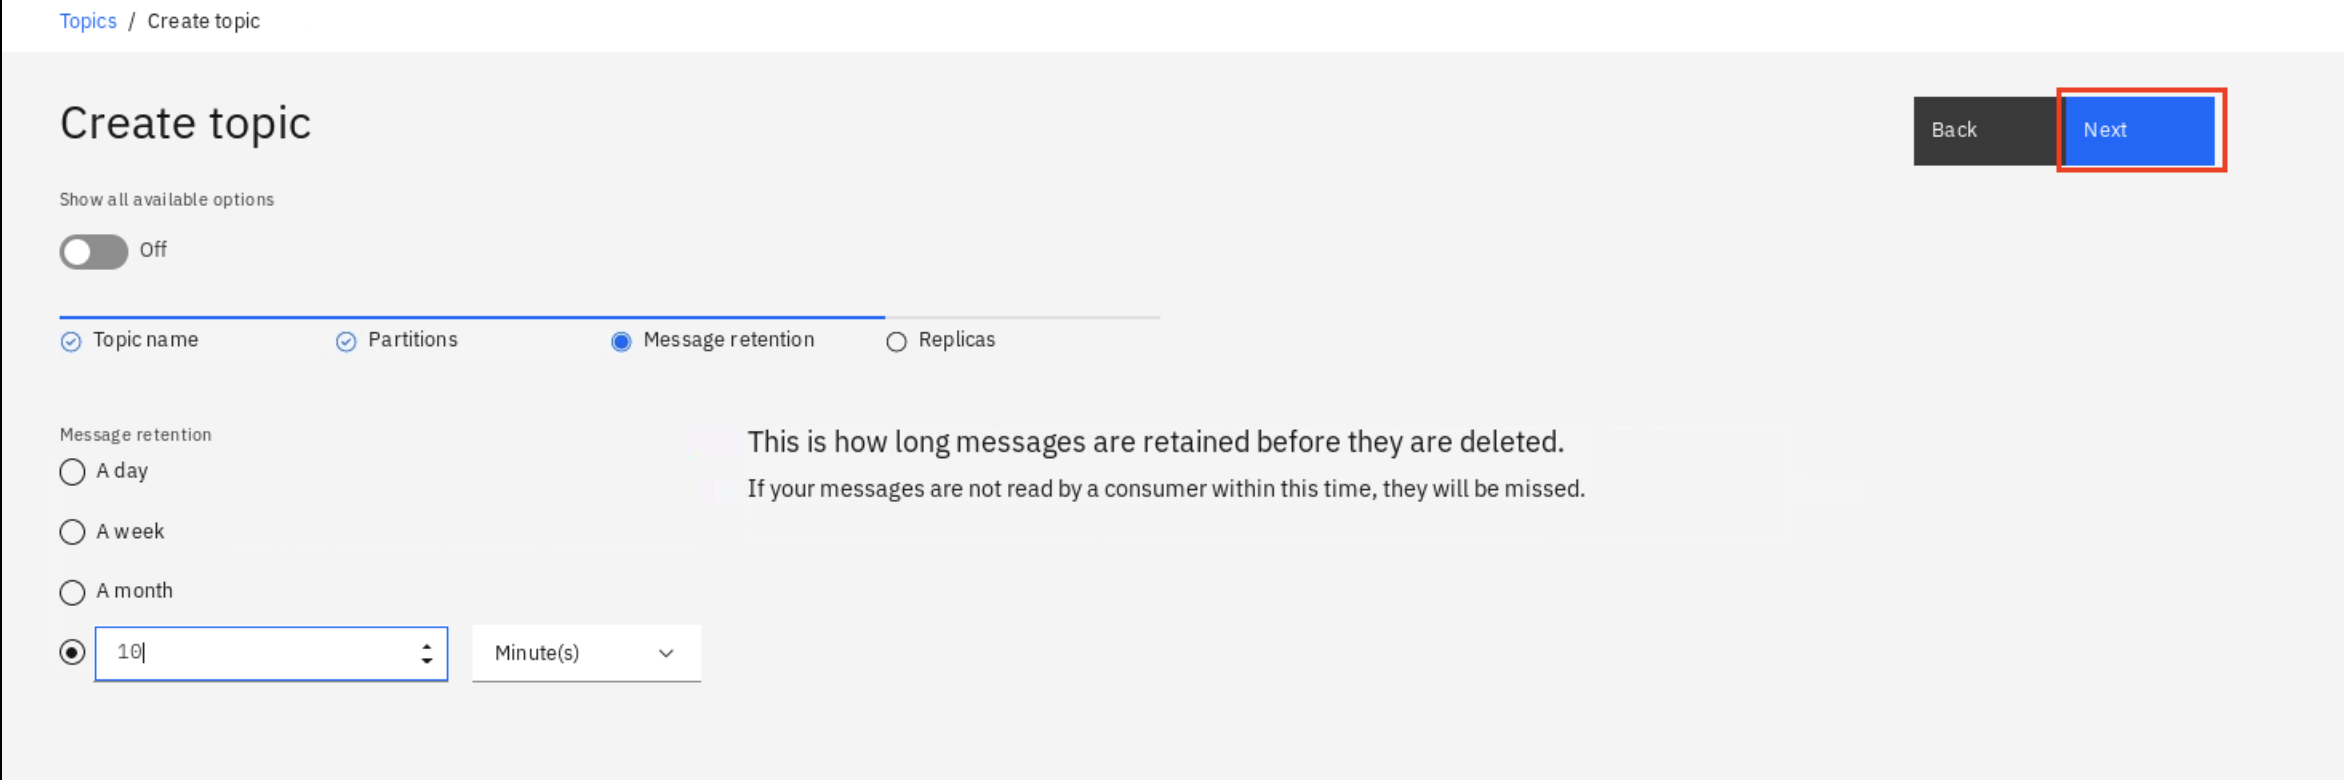 Topics / Create topic
Create topic
Back
Next
Show all available options
Off
Topic name
Partitions
Message retention
Replicas
Message retention
A day
A week
A month
10
Minute(s)
This is how long messages are retained before they are deleted.
If your messages are not read by a consumer within this time, they will be missed.